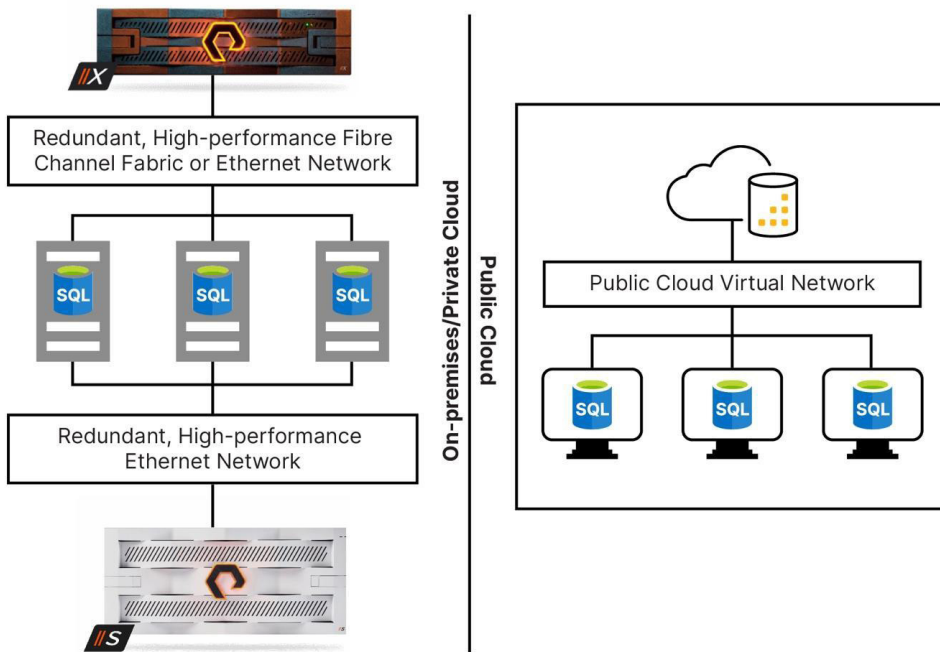 //X
Redundant, High-performance Fibre
Channel Fabric or Ethernet Network
SQL
SQL
SQL
Redundant, High-performance
Ethernet Network
//S
On-premises/Private Cloud
Public Cloud
Public Cloud Virtual Network
SQL
SQL
SQL